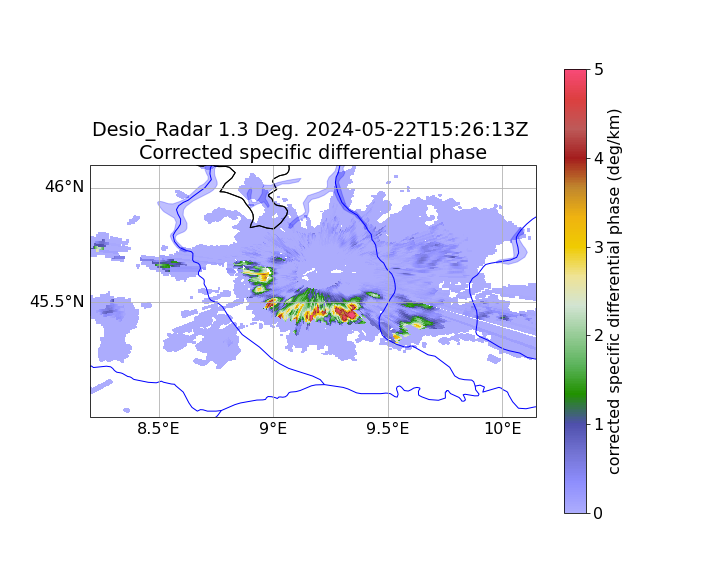 Desio_Radar 1.3 Deg. 2024-05-22T15:26:13Z
Corrected specific differential phase
46°N
45.5°N
8.5°E 9°E 9.5°E 10°E
5
4
3
2
1
0
corrected specific differential phase (deg/km)